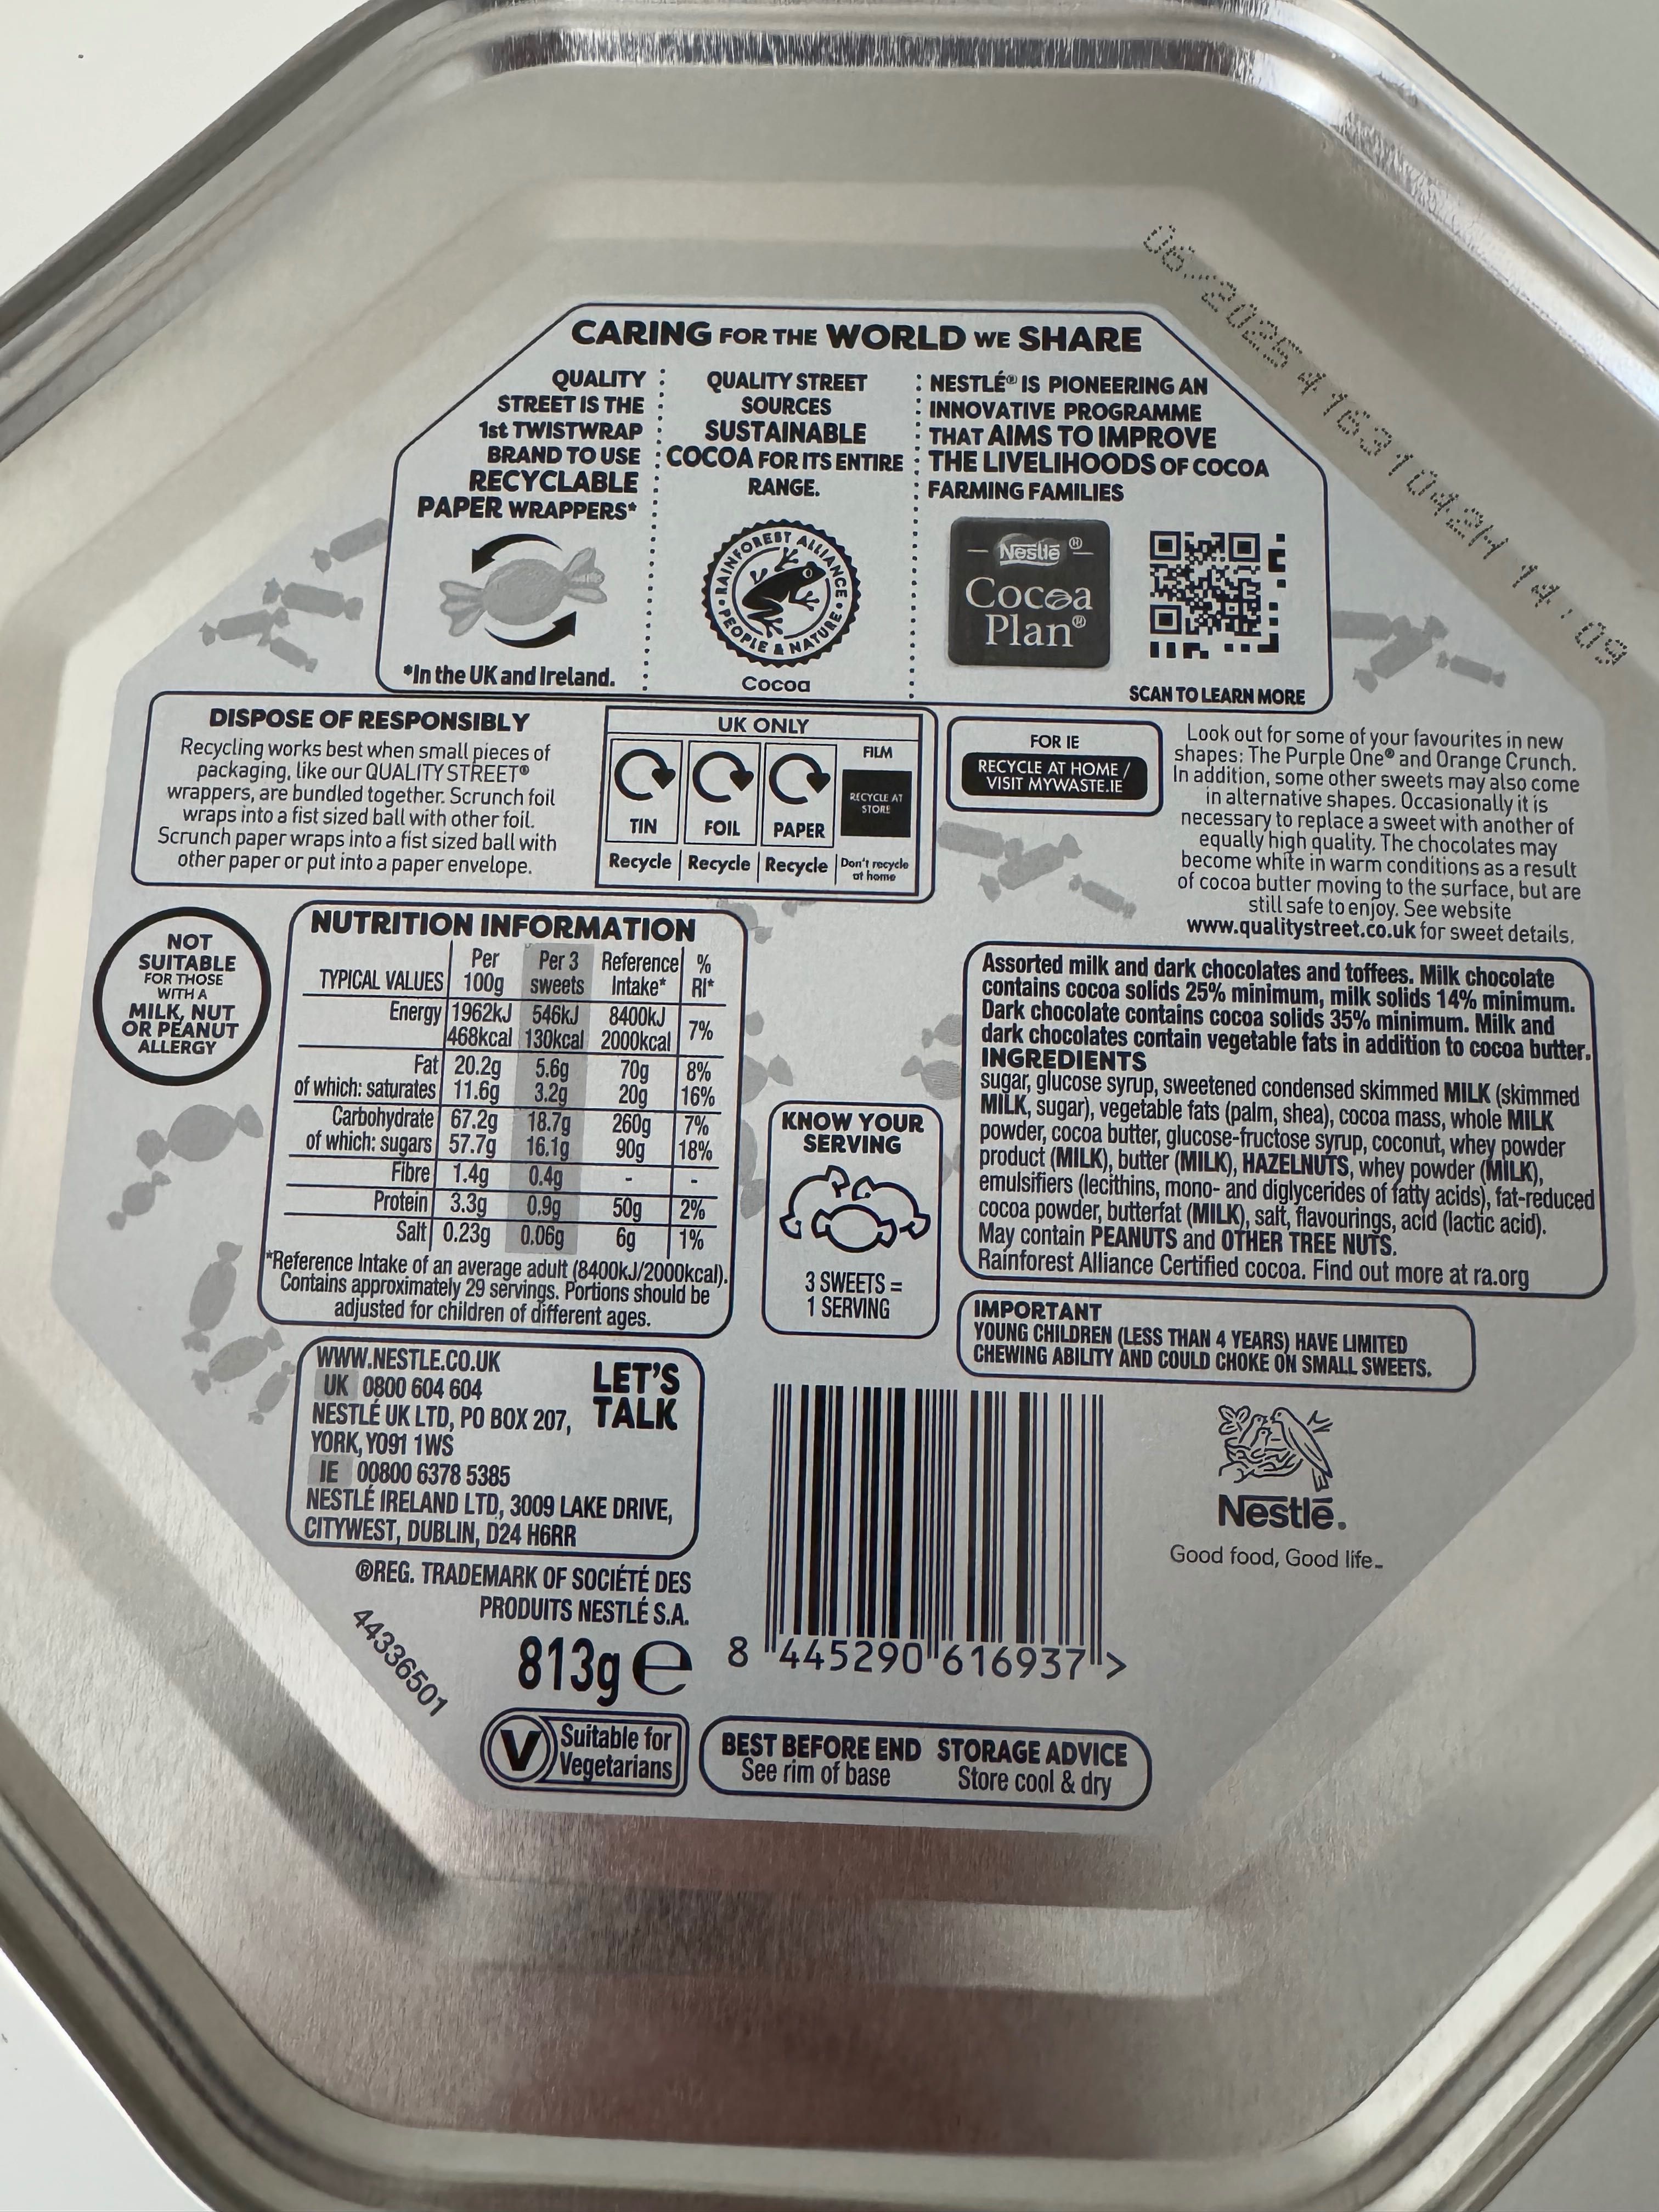 06.2025 41631042H 14:09
CARING FOR THE WORLD WE SHARE
QUALITY
STREET IS THE
1st TWISTWRAP
BRAND TO USE
RECYCLABLE
PAPER WRAPPERS*
*In the UK and Ireland.
QUALITY STREET
SOURCES
SUSTAINABLE
COCOA FOR ITS ENTIRE
RANGE.
RAINFOREST ALLIANCE
PEOPLE & NATURE
Cocoa
NESTLÉ® IS PIONEERING AN
INNOVATIVE PROGRAMME
THAT AIMS TO IMPROVE
THE LIVELIHOODS OF COCOA
FARMING FAMILIES
Nestlé ®
Cocoa
Plan®
SCAN TO LEARN MORE
DISPOSE OF RESPONSIBLY
Recycling works best when small pieces of
packaging, like our QUALITY STREET®
wrappers, are bundled together. Scrunch foil
wraps into a fist sized ball with other foil.
Scrunch paper wraps into a fist sized ball with
other paper or put into a paper envelope.
UK ONLY
TIN
Recycle
FOIL
Recycle
PAPER
Recycle
FILM
RECYCLE AT
STORE
Don't recycle
at home
FOR IE
RECYCLE AT HOME /
VISIT MYWASTE.IE
Look out for some of your favourites in new
shapes: The Purple One® and Orange Crunch.
In addition, some other sweets may also come
in alternative shapes. Occasionally it is
necessary to replace a sweet with another of
equally high quality. The chocolates may
become white in warm conditions as a result
of cocoa butter moving to the surface, but are
still safe to enjoy. See website
www.qualitystreet.co.uk for sweet details.
NOT
SUITABLE
FOR THOSE
WITH A
MILK, NUT
OR PEANUT
ALLERGY
NUTRITION INFORMATION
TYPICAL VALUES Per 100g Per 3 sweets Reference Intake* % RI*
Energy 1962kJ 546kJ 8400kJ 7%
468kcal 130kcal 2000kcal
Fat 20.2g 5.6g 70g 8%
of which: saturates 11.6g 3.2g 20g 16%
Carbohydrate 67.2g 18.7g 260g 7%
of which: sugars 57.7g 16.1g 90g 18%
Fibre 1.4g 0.4g - -
Protein 3.3g 0.9g 50g 2%
Salt 0.23g 0.06g 6g 1%
*Reference Intake of an average adult (8400kJ/2000kcal).
Contains approximately 29 servings. Portions should be
adjusted for children of different ages.
KNOW YOUR
SERVING
3 SWEETS =
1 SERVING
Assorted milk and dark chocolates and toffees. Milk chocolate
contains cocoa solids 25% minimum, milk solids 14% minimum.
Dark chocolate contains cocoa solids 35% minimum. Milk and
dark chocolates contain vegetable fats in addition to cocoa butter.
INGREDIENTS
sugar, glucose syrup, sweetened condensed skimmed MILK (skimmed
MILK, sugar), vegetable fats (palm, shea), cocoa mass, whole MILK
powder, cocoa butter, glucose-fructose syrup, coconut, whey powder
product (MILK), butter (MILK), HAZELNUTS, whey powder (MILK),
emulsifiers (lecithins, mono- and diglycerides of fatty acids), fat-reduced
cocoa powder, butterfat (MILK), salt, flavourings, acid (lactic acid).
May contain PEANUTS and OTHER TREE NUTS.
Rainforest Alliance Certified cocoa. Find out more at ra.org
IMPORTANT
YOUNG CHILDREN (LESS THAN 4 YEARS) HAVE LIMITED
CHEWING ABILITY AND COULD CHOKE ON SMALL SWEETS.
WWW.NESTLE.CO.UK
UK 0800 604 604
NESTLÉ UK LTD, PO BOX 207,
YORK, YO91 1WS
IE 00800 6378 5385
NESTLÉ IRELAND LTD, 3009 LAKE DRIVE,
CITYWEST, DUBLIN, D24 H6RR
LET'S
TALK
®REG. TRADEMARK OF SOCIÉTÉ DES
PRODUITS NESTLÉ S.A.
44336501
813g e
8 445290 616937 >
Nestlé.
Good food, Good life™
V Suitable for
Vegetarians
BEST BEFORE END
See rim of base
STORAGE ADVICE
Store cool & dry